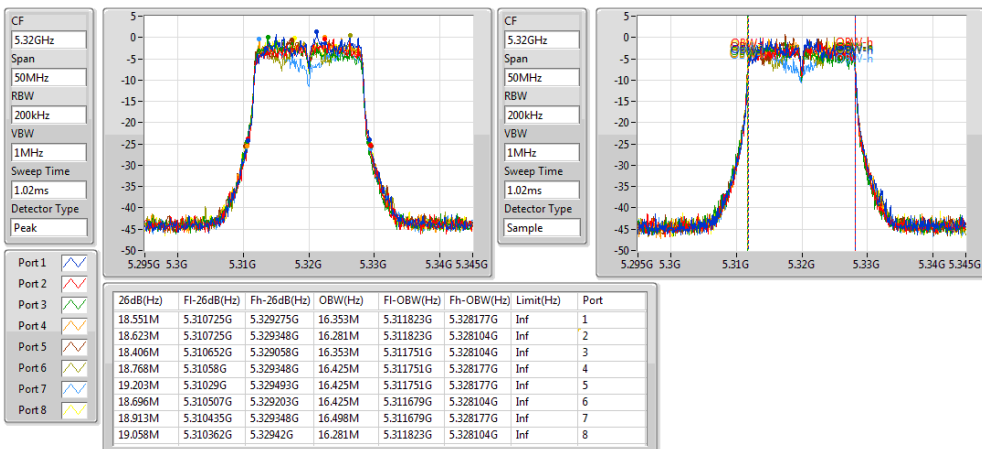 CF
5.32GHz
Span
50MHz
RBW
200kHz
VBW
1MHz
Sweep Time
1.02ms
Detector Type
Peak
5-
0-
-5-
-10-
-15-
-20-
-25-
-30-
-35-
-40-
-45-
-50-
5.295G 5.3G 5.31G 5.32G 5.33G 5.34G 5.345G
CF
5.32GHz
Span
50MHz
RBW
200kHz
VBW
1MHz
Sweep Time
1.02ms
Detector Type
Sample
5-
0-
-5-
-10-
-15-
-20-
-25-
-30-
-35-
-40-
-45-
-50-
5.295G 5.3G 5.31G 5.32G 5.33G 5.34G 5.345G
Port 1
Port 2
Port 3
Port 4
Port 5
Port 6
Port 7
Port 8
26dB(Hz) Fl-26dB(Hz) Fh-26dB(Hz) OBW(Hz) Fl-OBW(Hz) Fh-OBW(Hz) Limit(Hz) Port
18.551M 5.310725G 5.329275G 16.353M 5.311823G 5.328177G Inf 1
18.623M 5.310725G 5.329348G 16.281M 5.311823G 5.328104G Inf 2
18.406M 5.310652G 5.329058G 16.353M 5.311751G 5.328104G Inf 3
18.768M 5.31058G 5.329348G 16.425M 5.311751G 5.328177G Inf 4
19.203M 5.31029G 5.329493G 16.425M 5.311751G 5.328177G Inf 5
18.696M 5.310507G 5.329203G 16.425M 5.311679G 5.328104G Inf 6
18.913M 5.310435G 5.329348G 16.498M 5.311679G 5.328177G Inf 7
19.058M 5.310362G 5.32942G 16.281M 5.311823G 5.328104G Inf 8